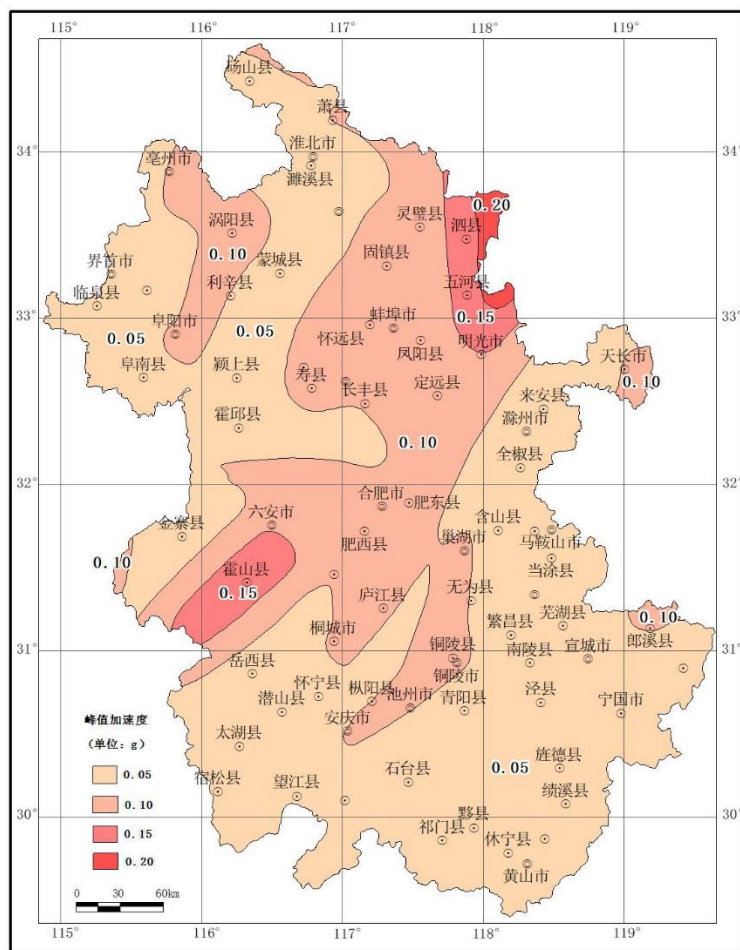 115° 116° 117° 118° 119°
砀山县
萧县
淮北市
34° 34°
亳州市 濉溪县
0.20
涡阳县 灵璧县 泗县
0.10 固镇县
界首市 蒙城县
利辛县 五河县
临泉县
33° 33°
阜阳市 蚌埠市 0.15
0.05 0.05 怀远县
凤阳县 明光市
天长市
阜南县 颍上县 寿县 0.10
长丰县 定远县 来安县
霍邱县 滁州市
0.10
全椒县
32° 32°
合肥市
六安市 肥东县
金寨县 含山县
肥西县 巢湖市 马鞍山市
0.10
霍山县 当涂县
0.15 庐江县 无为县
芜湖县 0.10
桐城市 繁昌县
郎溪县
31° 31°
岳西县 铜陵县 南陵县 宣城市
铜陵市
怀宁县 枞阳县 池州市 青阳县 泾县 宁国市
潜山县
峰值加速度
安庆市
(单位：g) 太湖县
0.05 石台县 0.05 旌德县
宿松县 望江县
0.10 绩溪县
30° 30°
黟县
0.15 祁门县
休宁县
0.20 黄山市
0 30 60km
115° 116° 117° 118° 119°